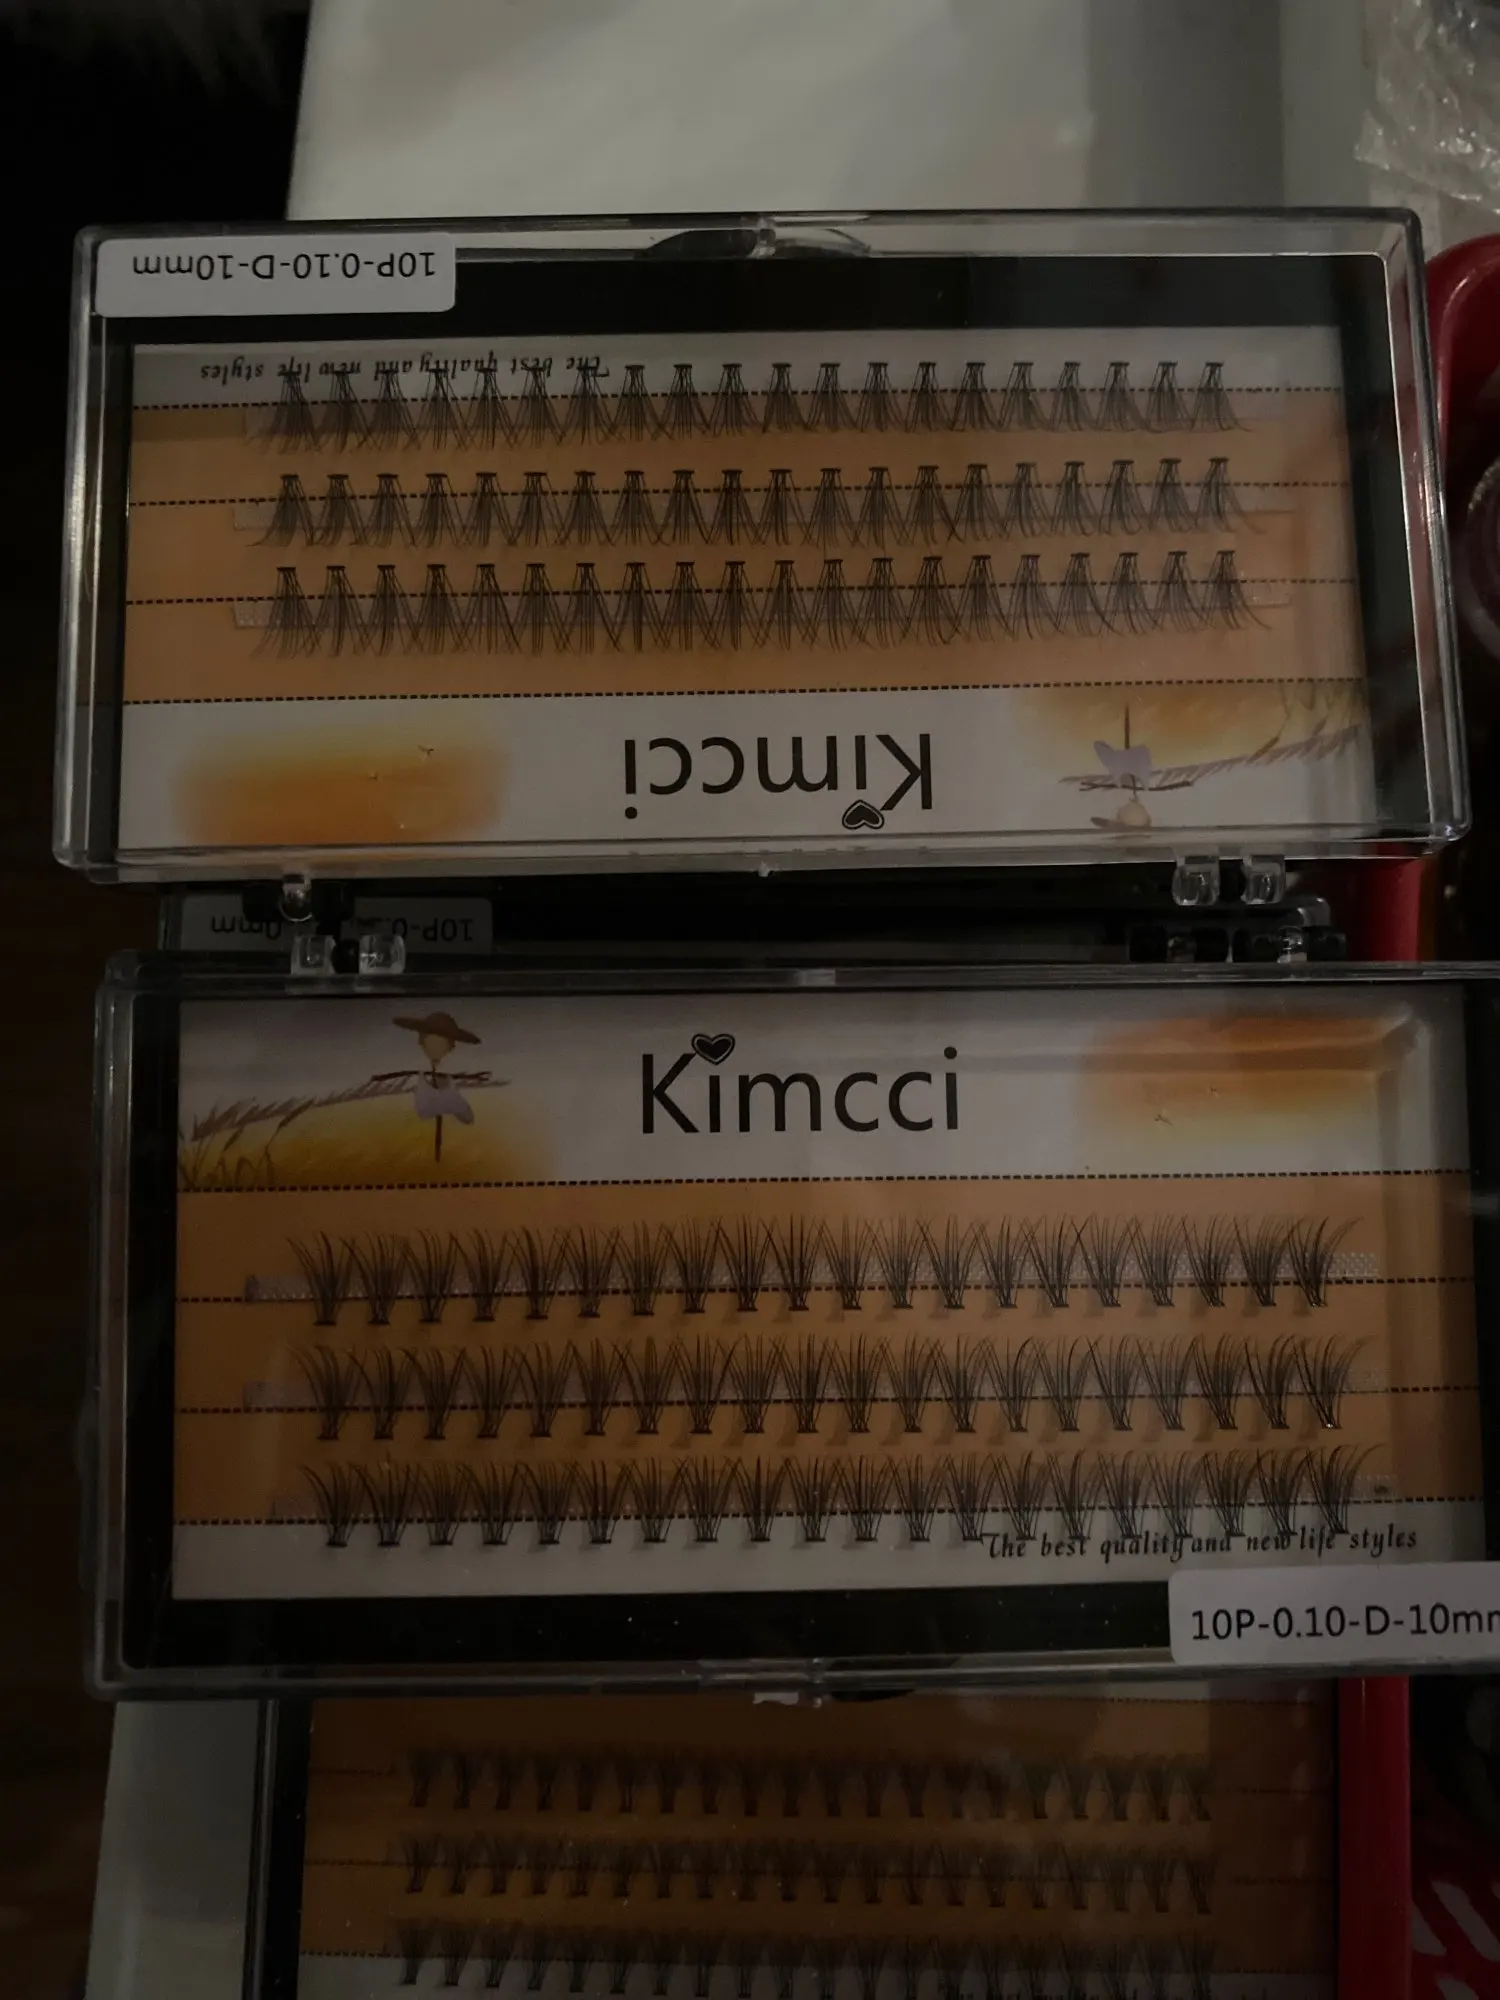 10P-0.10-D-10mm
The best quality and new life styles
Kimcci
Kimcci
The best quality and new life styles
10P-0.10-D-10mm